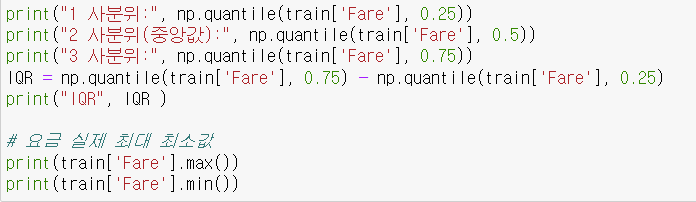 print("1 사분위:", np.quantile(train['Fare'], 0.25))
print("2 사분위(중앙값):", np.quantile(train['Fare'], 0.5))
print("3 사분위:", np.quantile(train['Fare'], 0.75))
IQR = np.quantile(train['Fare'], 0.75) - np.quantile(train['Fare'], 0.25)
print("IQR", IQR )
# 요금 실제 최대 최소값
print(train['Fare'].max())
print(train['Fare'].min())